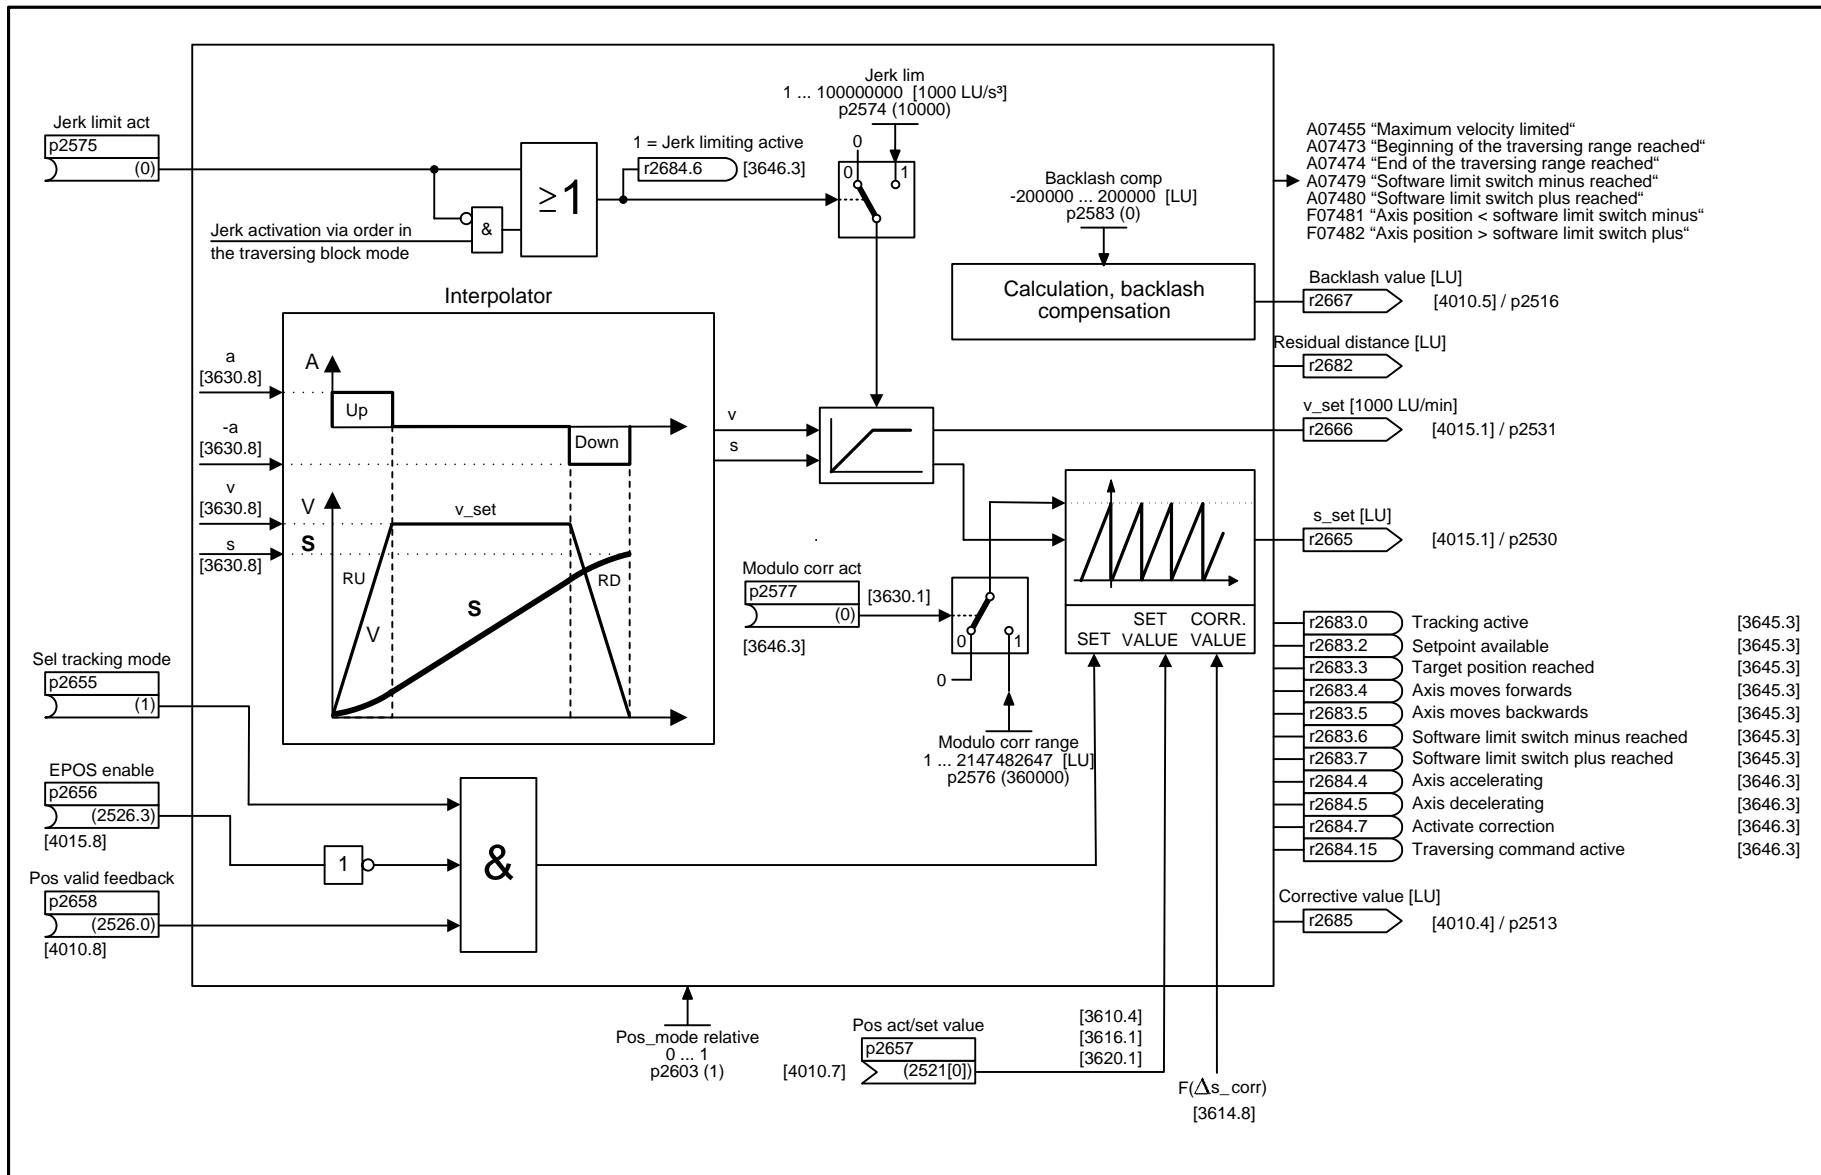 Jerk limit act
p2575
(0)
Jerk activation via order in
the traversing block mode
&
≥1
1 = Jerk limiting active
r2684.6
[3646.3]
Jerk lim
1 ... 100000000 [1000 LU/s³]
p2574 (10000)
0
0
1
Backlash comp
-200000 ... 200000 [LU]
p2583 (0)
Calculation, backlash
compensation
A07455 “Maximum velocity limited“
A07473 “Beginning of the traversing range reached“
A07474 “End of the traversing range reached“
A07479 “Software limit switch minus reached“
A07480 “Software limit switch plus reached“
F07481 “Axis position < software limit switch minus“
F07482 “Axis position > software limit switch plus“
Backlash value [LU]
r2667
[4010.5] / p2516
Residual distance [LU]
r2682
v_set [1000 LU/min]
r2666
[4015.1] / p2531
s_set [LU]
r2665
[4015.1] / p2530
Interpolator
a
[3630.8]
-a
[3630.8]
v
[3630.8]
s
[3630.8]
A
Up
Down
V
S
v_set
RU
V
S
RD
v
s
Modulo corr act
p2577
(0)
[3646.3]
[3630.1]
0
1
0
Modulo corr range
1 ... 2147482647 [LU]
p2576 (360000)
SET
SET
VALUE
CORR.
VALUE
r2683.0 Tracking active [3645.3]
r2683.2 Setpoint available [3645.3]
r2683.3 Target position reached [3645.3]
r2683.4 Axis moves forwards [3645.3]
r2683.5 Axis moves backwards [3645.3]
r2683.6 Software limit switch minus reached [3645.3]
r2683.7 Software limit switch plus reached [3645.3]
r2684.4 Axis accelerating [3646.3]
r2684.5 Axis decelerating [3646.3]
r2684.7 Activate correction [3646.3]
r2684.15 Traversing command active [3646.3]
Corrective value [LU]
r2685
[4010.4] / p2513
Sel tracking mode
p2655
(1)
EPOS enable
p2656
(2526.3)
[4015.8]
Pos valid feedback
p2658
(2526.0)
[4010.8]
1
&
Pos_mode relative
0 ... 1
p2603 (1)
Pos act/set value
p2657
(2521[0])
[4010.7]
[3610.4]
[3616.1]
[3620.1]
F(Δs_corr)
[3614.8]